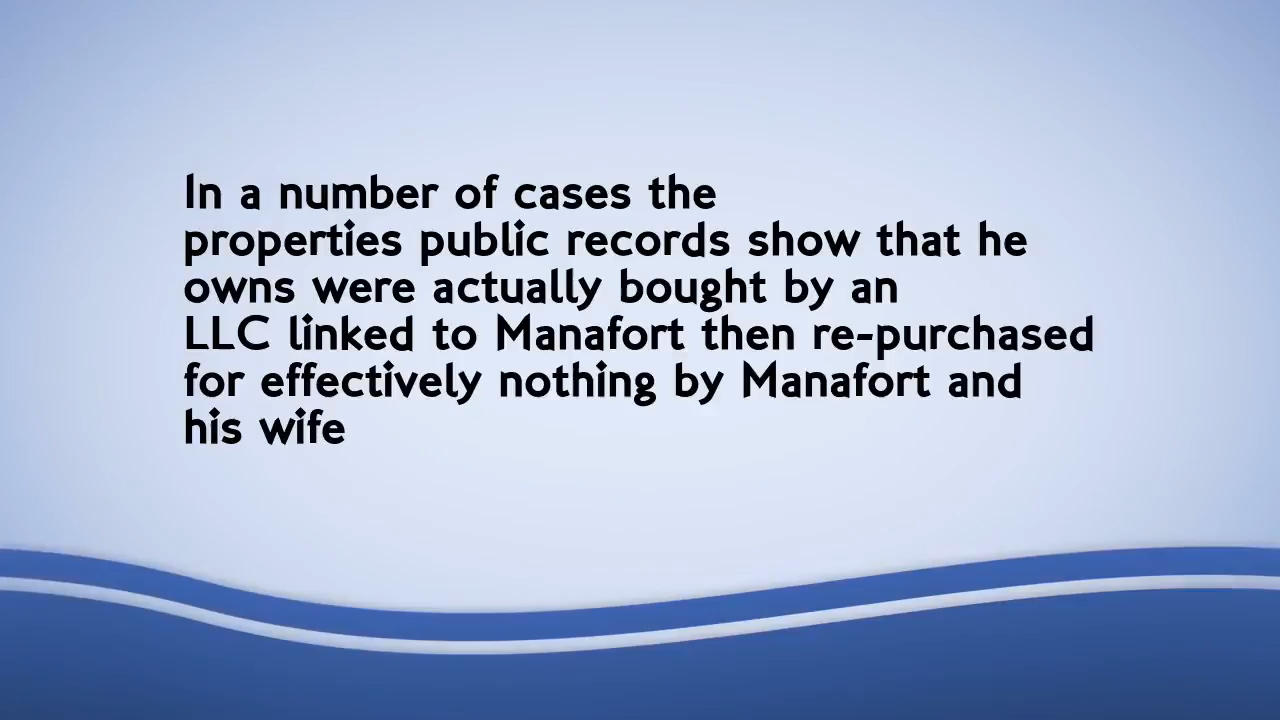 In a number of cases the
properties public records show that he
owns were actually bought by an
LLC linked to Manafort then re-purchased
for effectively nothing by Manafort and
his wife